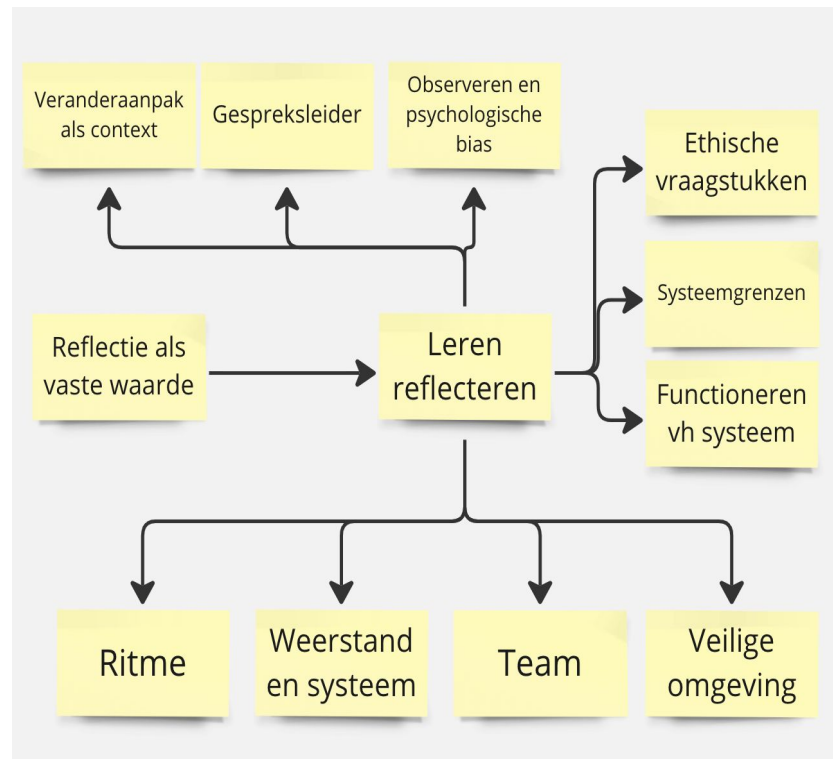 Veranderaanpak
als context
Gespreksleider
Observeren en
psychologische
bias
Ethische
vraagstukken
Systeemgrenzen
Reflectie als
vaste waarde
Leren
reflecteren
Functioneren
vh systeem
Ritme
Weerstand
en systeem
Team
Veilige
omgeving